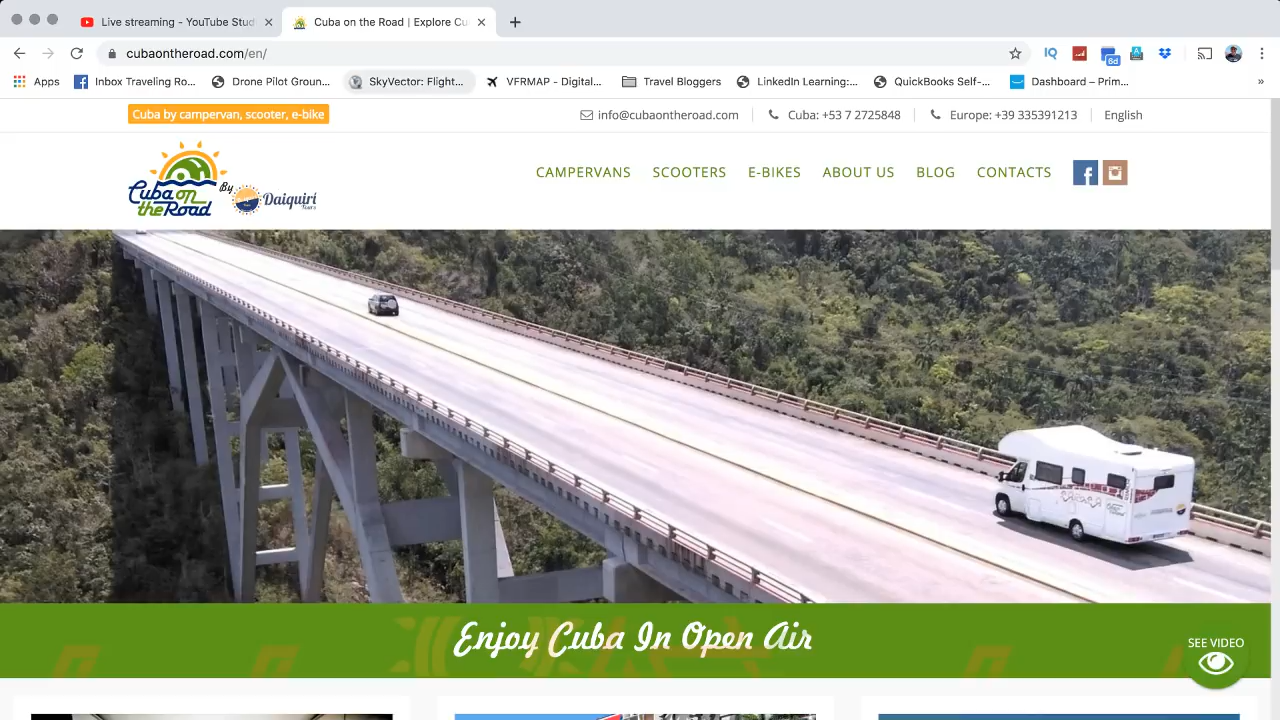 Live streaming - YouTube Stud
Cuba on the Road | Explore Cu
cubaontheroad.com/en/
6d
Apps
Inbox Traveling Ro...
Drone Pilot Groun...
SkyVector: Flight...
VFRMAP - Digital...
Travel Bloggers
LinkedIn Learning:...
QuickBooks Self-...
Dashboard – Prim...
»
Cuba by campervan, scooter, e-bike
info@cubaontheroad.com
Cuba: +53 7 2725848
Europe: +39 335391213
English
Cuba on
the Road
By
Daiquiri
Tours
CAMPERVANS
SCOOTERS
E-BIKES
ABOUT US
BLOG
CONTACTS
Enjoy Cuba In Open Air
SEE VIDEO